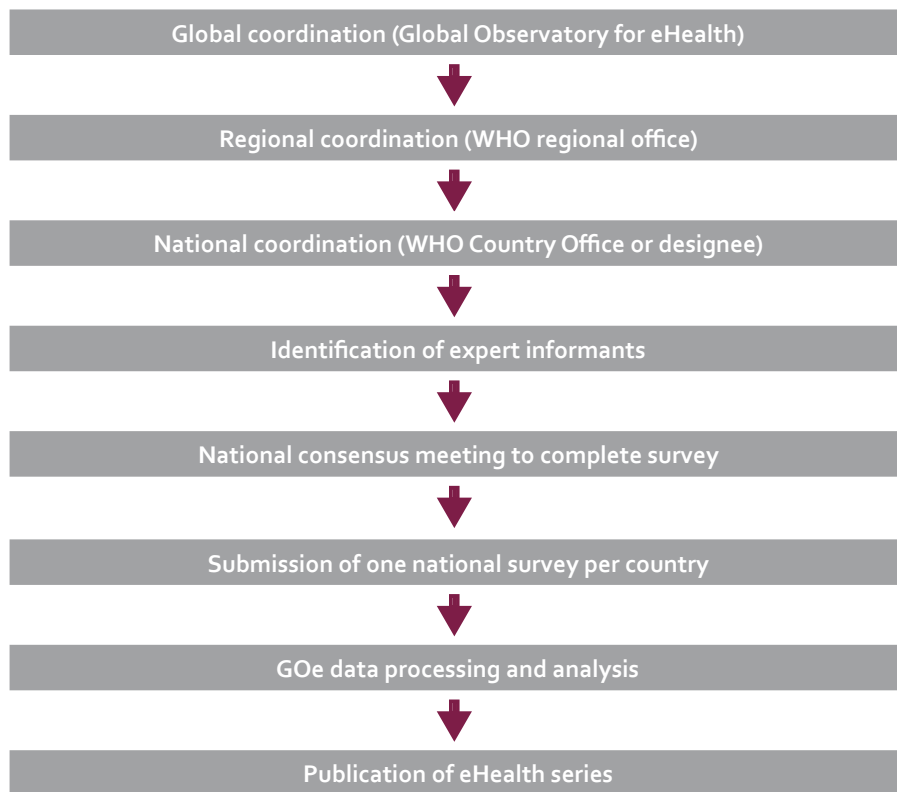 Global coordination (Global Observatory for eHealth)
Regional coordination (WHO regional office)
National coordination (WHO Country Office or designee)
Identification of expert informants
National consensus meeting to complete survey
Submission of one national survey per country
GOe data processing and analysis
Publication of eHealth series